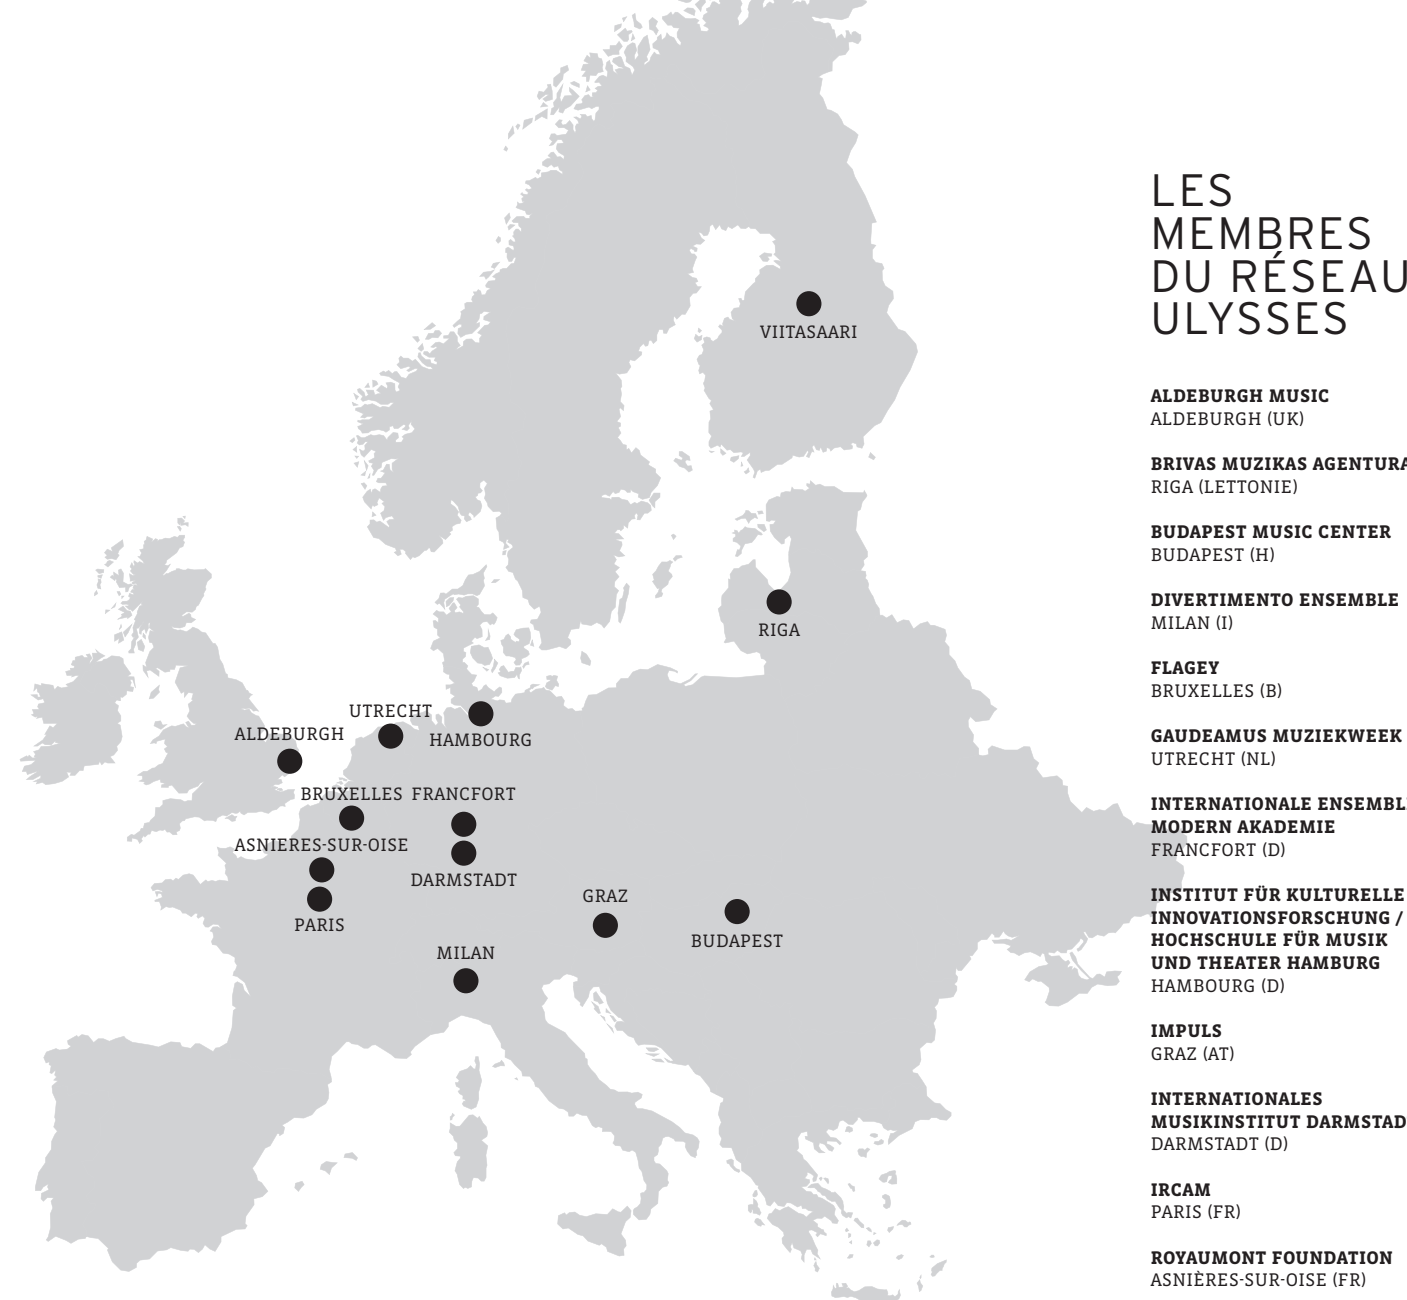 VIITASAARI
RIGA
UTRECHT
ALDEBURGH
HAMBOURG
BRUXELLES FRANCFORT
ASNIERES-SUR-OISE
DARMSTADT
GRAZ
PARIS
BUDAPEST
MILAN
LES
MEMBRES
DU RÉSEAU
ULYSSES
ALDEBURGH MUSIC
ALDEBURGH (UK)
BRIVAS MUZIKAS AGENTURA
RIGA (LETTONIE)
BUDAPEST MUSIC CENTER
BUDAPEST (H)
DIVERTIMENTO ENSEMBLE
MILAN (I)
FLAGEY
BRUXELLES (B)
GAUDEAMUS MUZIEKWEEK
UTRECHT (NL)
INTERNATIONALE ENSEMBL
MODERN AKADEMIE
FRANCFORT (D)
INSTITUT FÜR KULTURELLE
INNOVATIONSFORSCHUNG /
HOCHSCHULE FÜR MUSIK
UND THEATER HAMBURG
HAMBOURG (D)
IMPULS
GRAZ (AT)
INTERNATIONALES
MUSIKINSTITUT DARMSTAD
DARMSTADT (D)
IRCAM
PARIS (FR)
ROYAUMONT FOUNDATION
ASNIÈRES-SUR-OISE (FR)